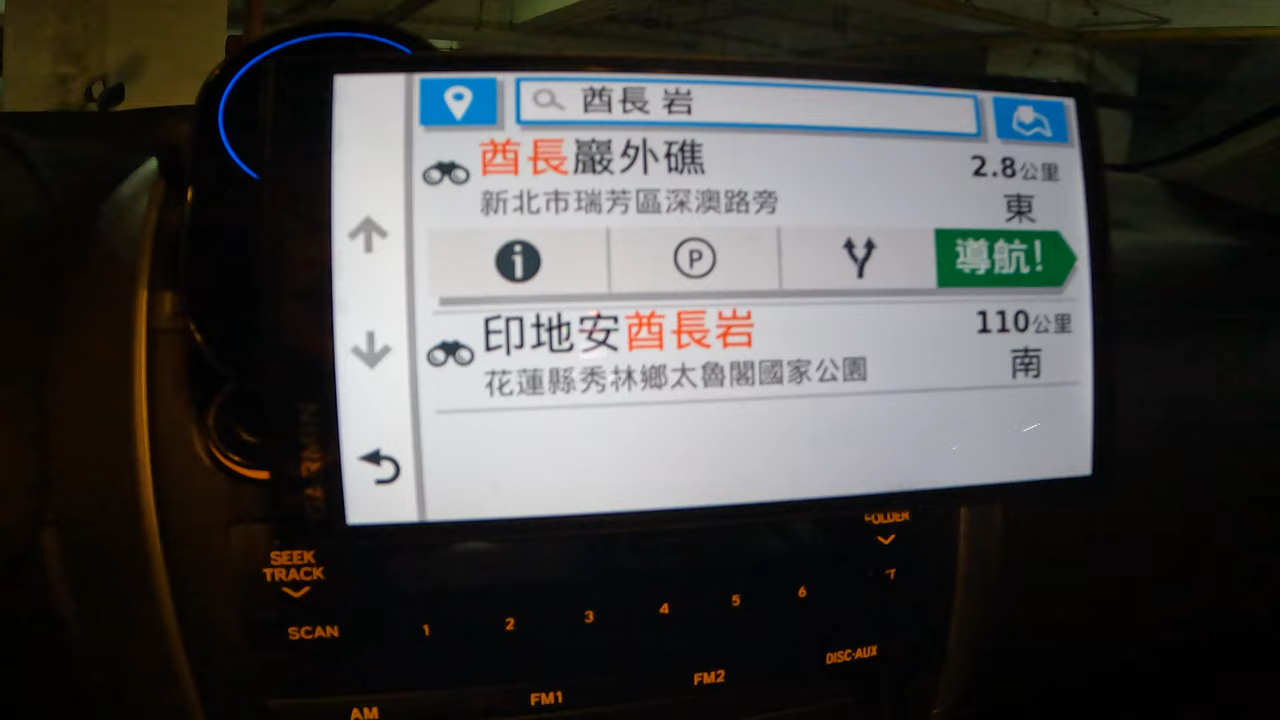 酋長 岩
酋長巖外礁
2.8公里
新北市瑞芳區深澳路旁
東
i
P
導航!
印地安酋長岩
110公里
花蓮縣秀林鄉太魯閣國家公園
南
GARMIN
FOLDER
SEEK
TRACK
SCAN
1
2
3
4
5
6
DISC·AUX
AM
FM1
FM2